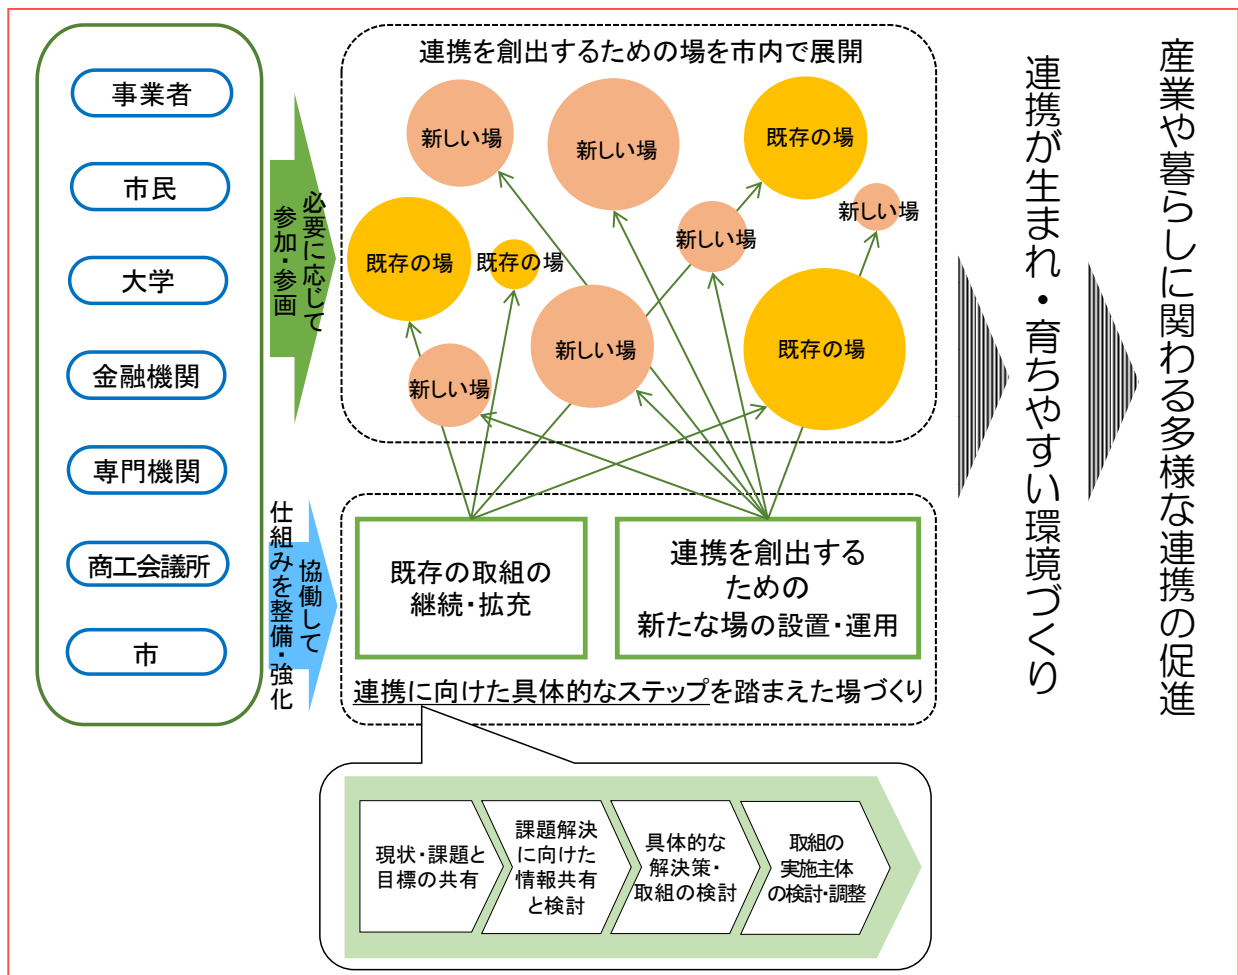 事業者
市民
大学
金融機関
専門機関
商工会議所
市
必要に応じて
参加・参画
協働して
仕組みを整備・強化
連携を創出するための場を市内で展開
新しい場
新しい場
既存の場
新しい場
新しい場
既存の場
既存の場
新しい場
既存の場
新しい場
既存の取組の
継続・拡充
連携を創出する
ための
新たな場の設置・運用
連携に向けた具体的なステップを踏まえた場づくり
現状・課題と
目標の共有
課題解決
に向けた
情報共有
と検討
具体的な
解決策・
取組の検討
取組の
実施主体
の検討・調整
連携が生まれ・育ちやすい環境づくり
産業や暮らしに関わる多様な連携の促進